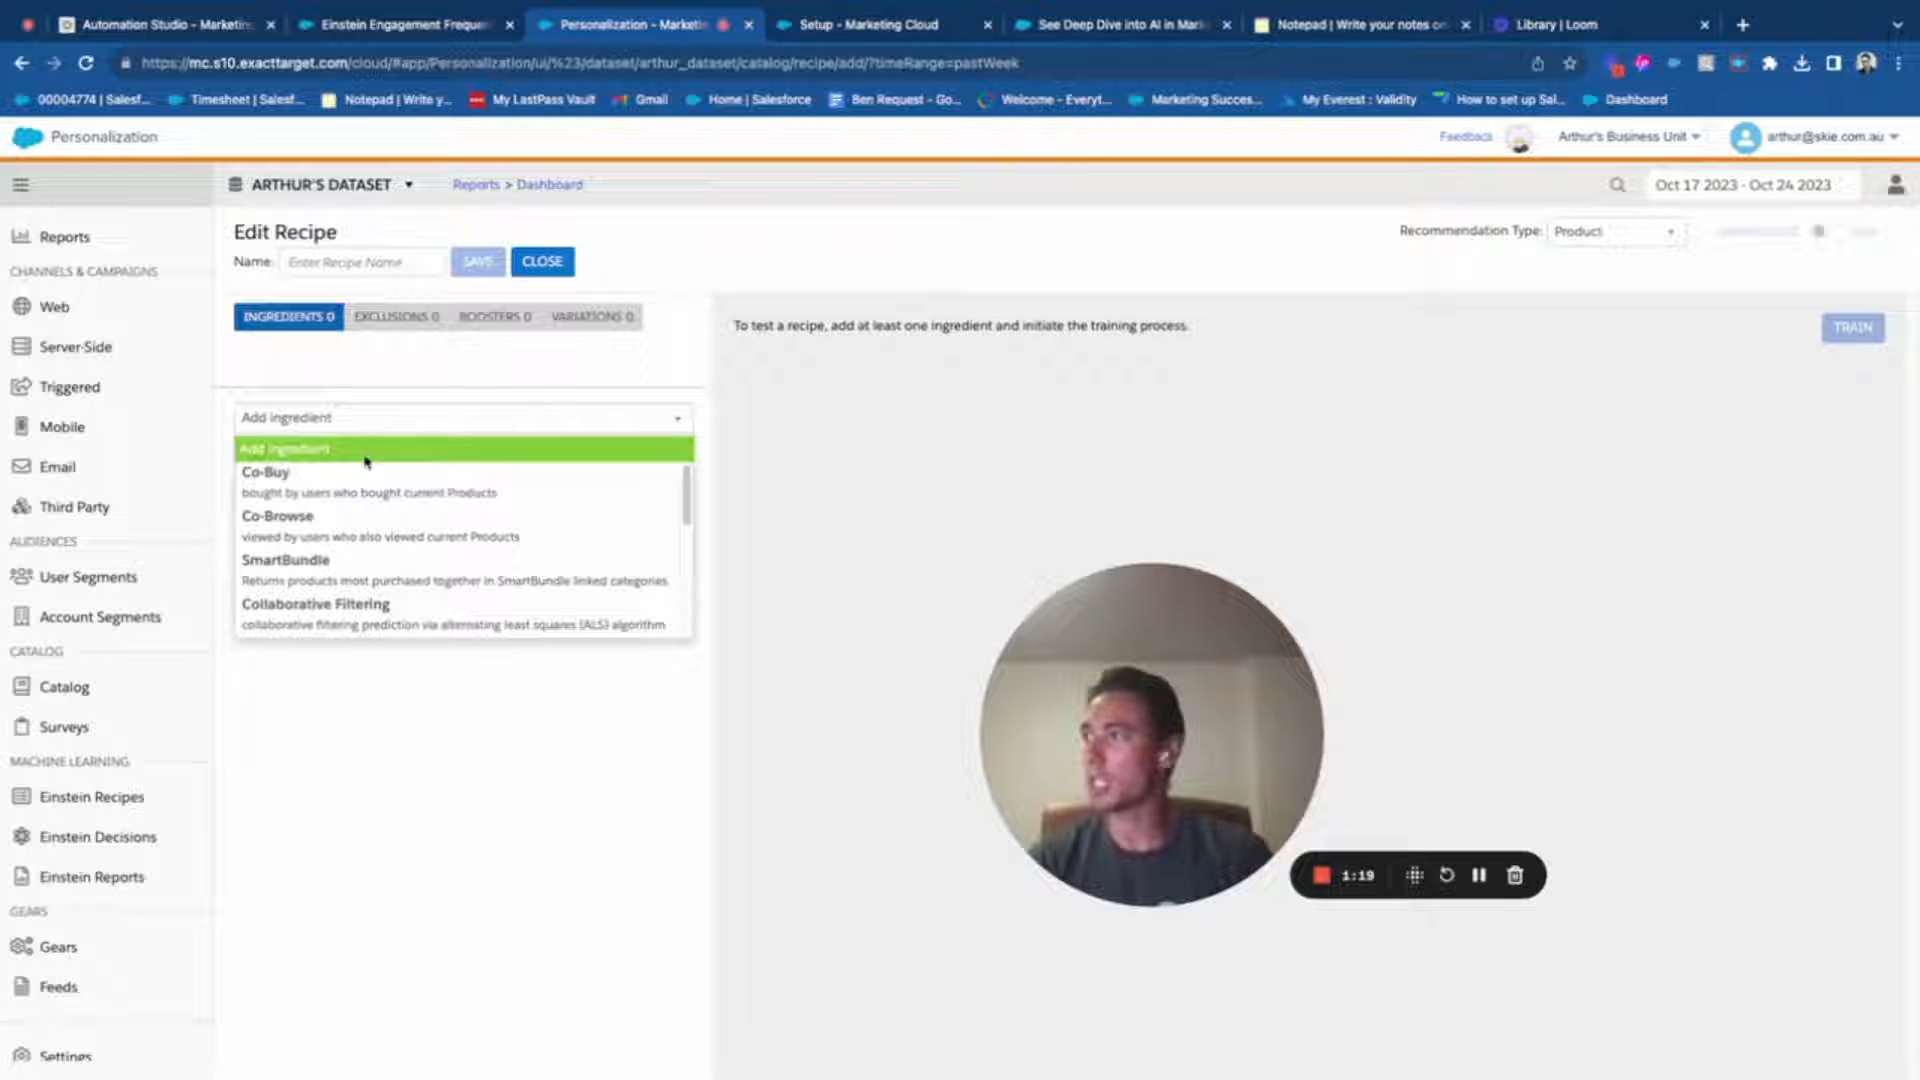 Automation Studio - Marketin
Einstein Engagement Freque
Personalization - Marketin
Setup - Marketing Cloud
See Deep Dive into AI in Mark
Notepad | Write your notes on
Library | Loom
https://mc.s10.exacttarget.com/cloud/#app/Personalization/ui/%23/dataset/arthur_dataset/catalog/recipe/add/?timeRange=pastWeek
00004774 | Salesf...
Timesheet | Salesf...
Notepad | Write y...
My LastPass Vault
Gmail
Home | Salesforce
Ben Request - Go...
Welcome - Everyt...
Marketing Succes...
My Everest : Validity
How to set up Sal...
Dashboard
Personalization
Feedback
Arthur's Business Unit
arthur@skie.com.au
ARTHUR'S DATASET
Reports > Dashboard
Oct 17 2023 - Oct 24 2023
Reports
CHANNELS & CAMPAIGNS
Web
Server-Side
Triggered
Mobile
Email
Third Party
AUDIENCES
User Segments
Account Segments
CATALOG
Catalog
Surveys
MACHINE LEARNING
Einstein Recipes
Einstein Decisions
Einstein Reports
GEARS
Gears
Feeds
Settings
Edit Recipe
Recommendation Type: Product
Name: Enter Recipe Name SAVE CLOSE
INGREDIENTS 0 EXCLUSIONS 0 BOOSTERS 0 VARIATIONS 0
To test a recipe, add at least one ingredient and initiate the training process.
TRAIN
Add ingredient
Add ingredient
Co-Buy
bought by users who bought current Products
Co-Browse
viewed by users who also viewed current Products
SmartBundle
Returns products most purchased together in SmartBundle linked categories
Collaborative Filtering
collaborative filtering prediction via alternating least squares (ALS) algorithm
1:19